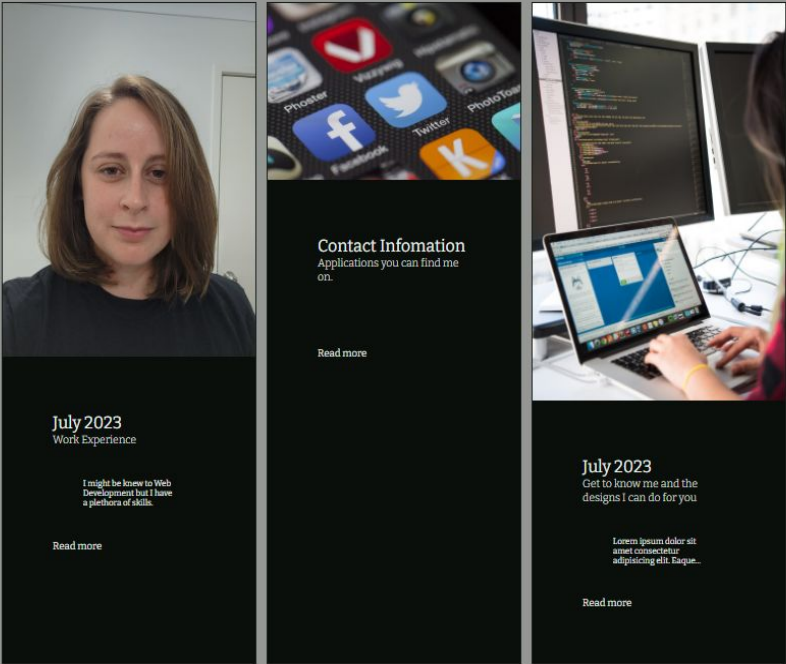 July 2023
Work Experience
I might be knew to Web
Development but I have
a plethora of skills.
Read more
Vizzywig
Phoster
Twitter
PhotoToas
Facebook
Contact Infomation
Applications you can find me
on.
Read more
July 2023
Get to know me and the
designs I can do for you
Lorem ipsum dolor sit
amet consectetur
adipisicing elit. Eaque...
Read more